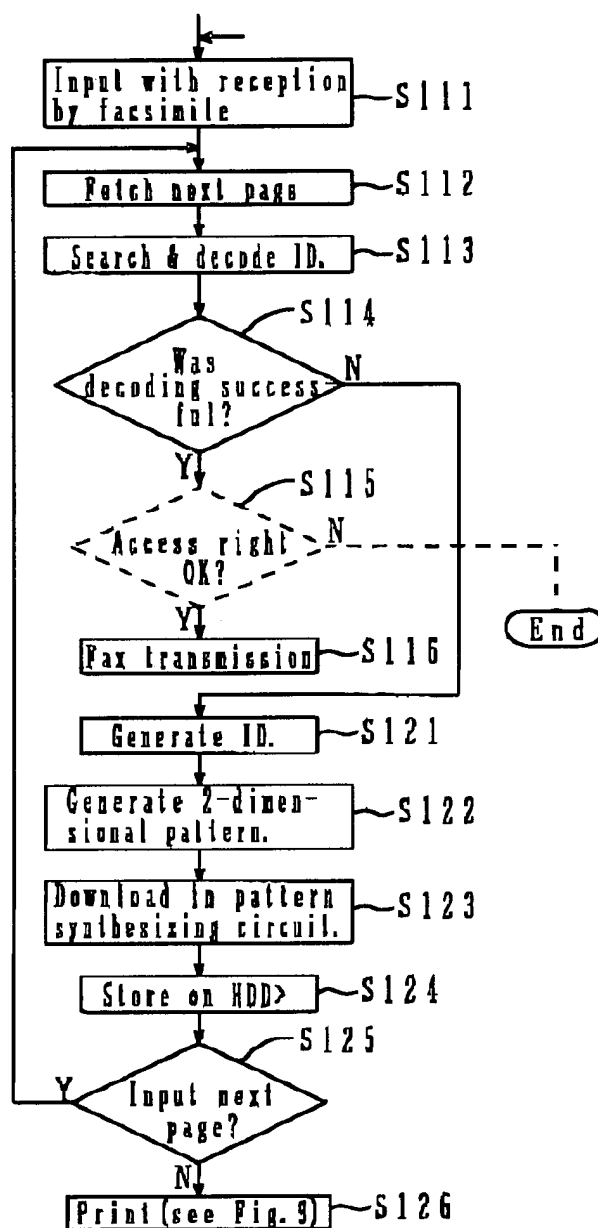 Input with reception
by facsimile
S111
Fetch next page
S112
Search & decode ID.
S113
S114
Was
decoding success-
ful?
N
Y
S115
Access right
OK?
N
Y
End
Fax transmission
S116
Generate ID.
S121
Generate 2-dimen-
sional pattern.
S122
Download in pattern
synthesizing circuit.
S123
Store on HDD>
S124
S125
Y
Input next
page?
N
Print(see Fig. 9)
S126